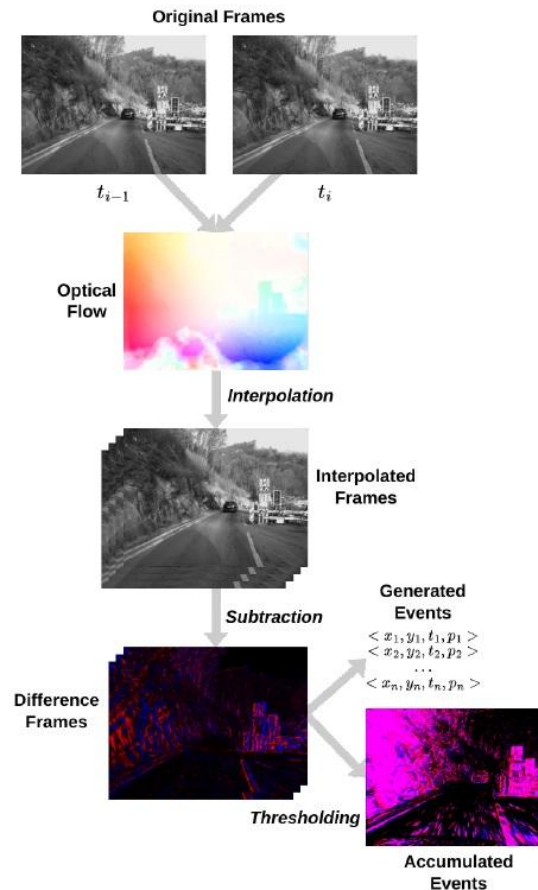 Original Frames
$t_{i-1}$
$t_i$
Optical
Flow
Interpolation
Interpolated
Frames
Subtraction
Generated
Events
$< x_1, y_1, t_1, p_1 >$
$< x_2, y_2, t_2, p_2 >$
...
$< x_n, y_n, t_n, p_n >$
Difference
Frames
Thresholding
Accumulated
Events